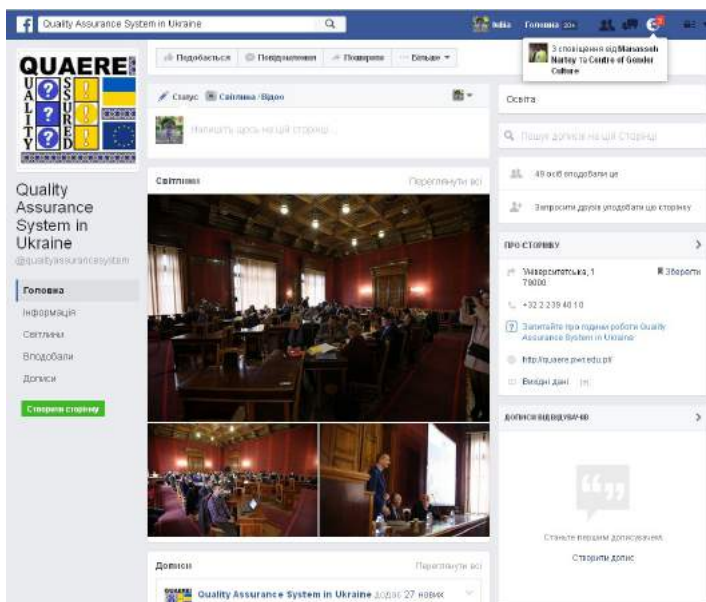 Quality Assurance System in Ukraine
Головна 20+
3 сповіщення від Manasseh
Nartey та Centre of Gender
Culture
QUAERE
QUALITY
ASSURED
Подобається
Повідомлення
Поширити
Більше
Статус
Світлина/Відео
Напишіть щось на цій сторінці...
Освіта
Пошук дописів на цій Сторінці
49 осіб вподобали це
Запросити друзів уподобати цю сторінку
Quality
Assurance
System in
Ukraine
@qualityassurancesystem
Головна
Інформація
Світлини
Вподобали
Дописи
Створити сторінку
Світлини
Переглянути всі
ПРО СТОРІНКУ
Університетська, 1
79000
Зберегти
+32 2 239 40 10
Запитайте про години роботи Quality
Assurance System in Ukraine
http://quaere.pwr.edu.pl/
Вихідні дані
ДОПИСИ ВІДВІДУВАЧІВ
Станьте першим дописувачем.
Створити допис
Дописи
Переглянути всі
Quality Assurance System in Ukraine додає 27 нових